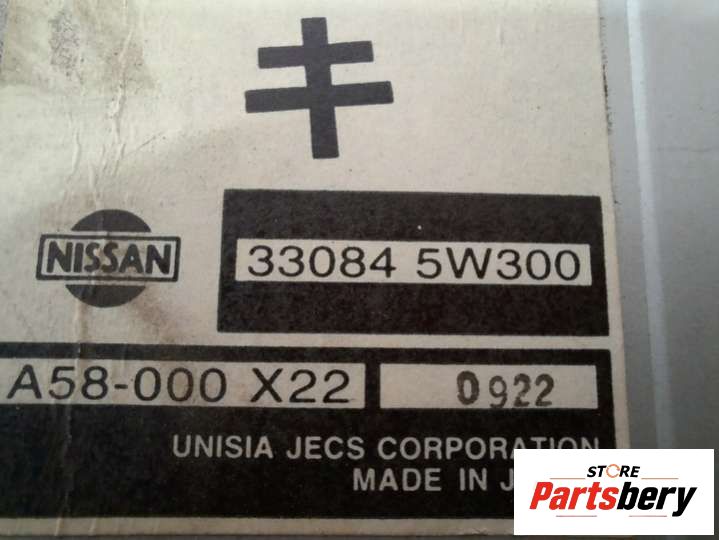 キ
NISSAN
33084 5W300
A58-000 X22 0922
UNISIA JECS CORPORATION
MADE IN J
STORE
Partsbery